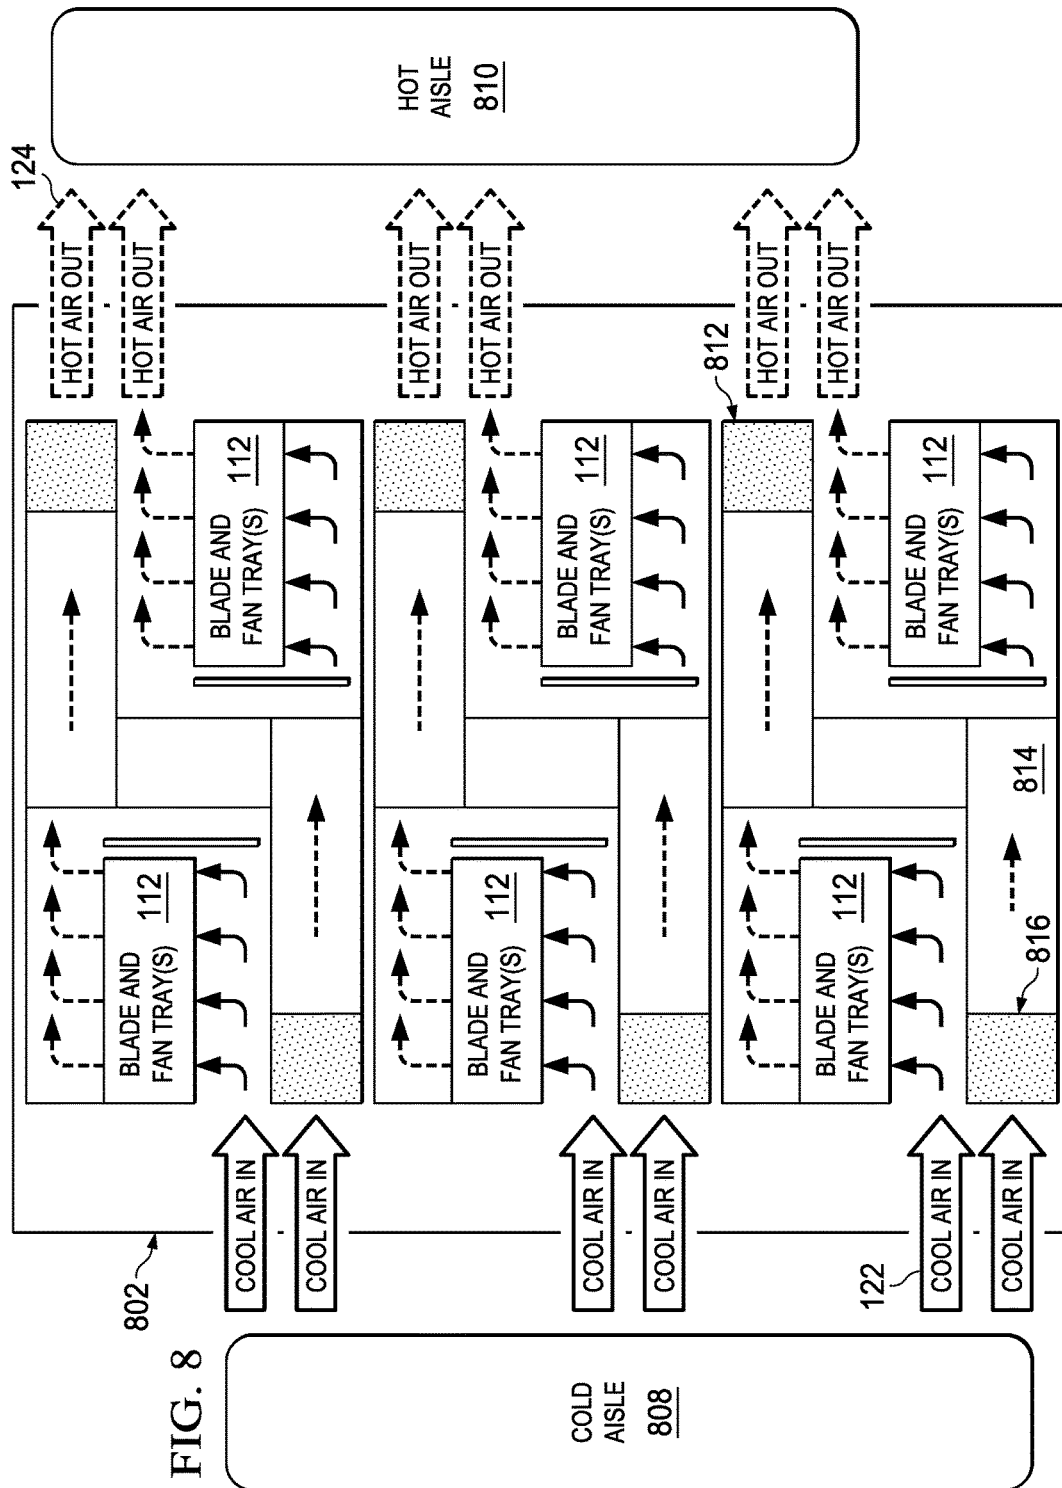 124
HOT AIR OUT
HOT AIR OUT
802
BLADE AND
FAN TRAY(S)
112
FIG. 8
BLADE AND
FAN TRAY(S)
112
COOL AIR IN
COOL AIR IN
HOT AIR OUT
HOT AIR OUT
HOT
AISLE
810
BLADE AND
FAN TRAY(S)
112
BLADE AND
FAN TRAY(S)
112
COLD
AISLE
808
COOL AIR IN
COOL AIR IN
812
HOT AIR OUT
HOT AIR OUT
BLADE AND
FAN TRAY(S)
112
122
BLADE AND
FAN TRAY(S)
112
COOL AIR IN
COOL AIR IN
814
816